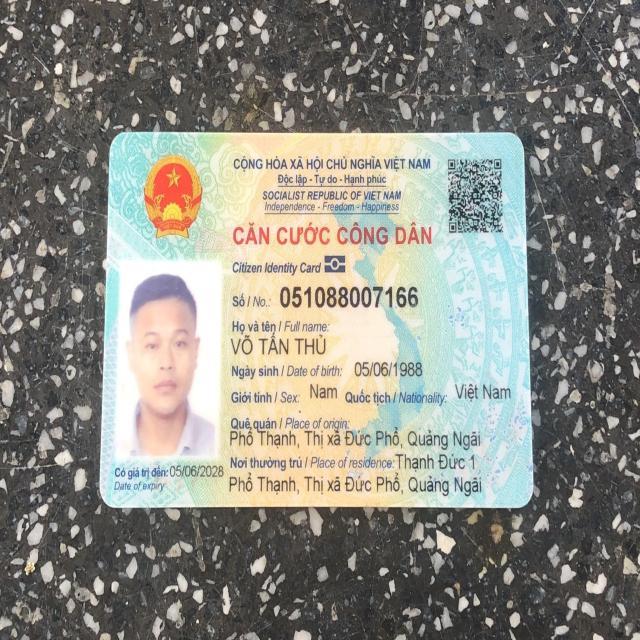 CỘNG HÒA XÃ HỘI CHỦ NGHĨA VIỆT NAM
Độc lập - Tự do - Hạnh phúc
SOCIALIST REPUBLIC OF VIET NAM
Independence - Freedom - Happiness
CĂN CƯỚC CÔNG DÂN
Citizen Identity Card
Số / No.: 051088007166
Họ và tên / Full name:
VÕ TẤN THỦ
Ngày sinh / Date of birth: 05/06/1988
Giới tính / Sex: Nam Quốc tịch / Nationality: Việt Nam
Quê quán / Place of origin:
Phổ Thạnh, Thị xã Đức Phổ, Quảng Ngãi
Nơi thường trú / Place of residence: Thạnh Đức 1
Phổ Thạnh, Thị xã Đức Phổ, Quảng Ngãi
Có giá trị đến: 05/06/2028
Date of expiry